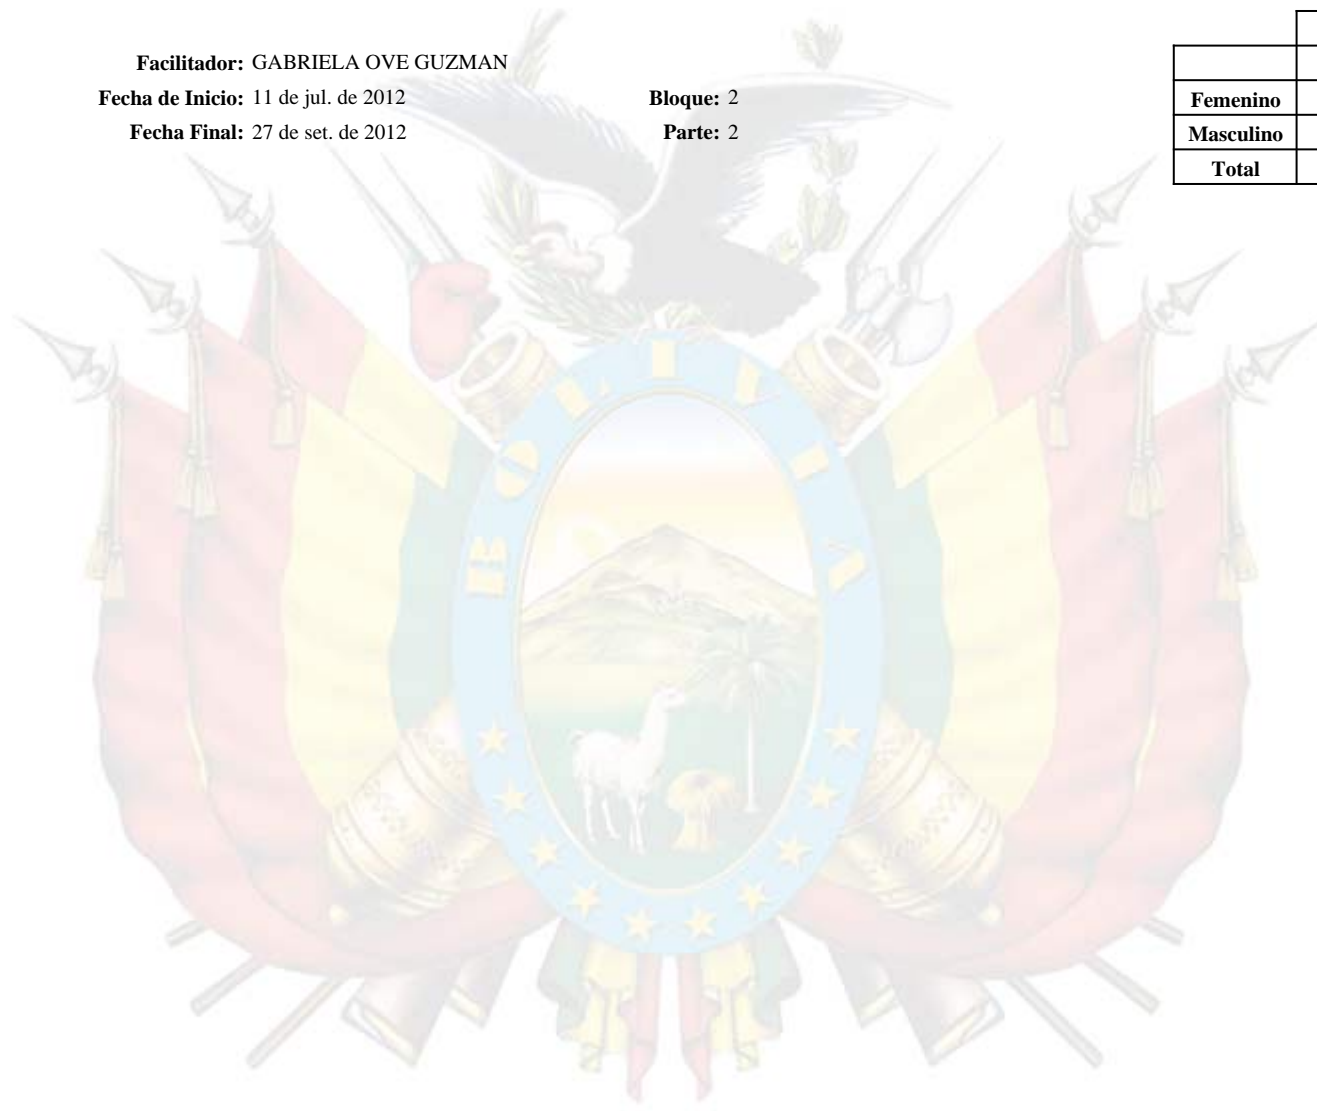 Facilitador: GABRIELA OVE GUZMAN
Fecha de Inicio: 11 de jul. de 2012 Bloque: 2
Fecha Final: 27 de set. de 2012 Parte: 2
Femenino
Masculino
Total
BOLIVIA